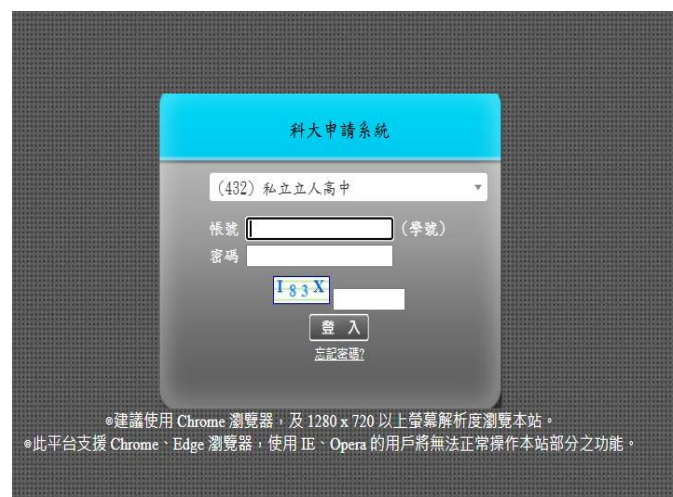 科大申請系統
(432) 私立立人高中
帳號 (學號)
密碼
I83X
登 入
忘記密碼?
◎建議使用 Chrome 瀏覽器，及 1280 x 720 以上螢幕解析度瀏覽本站。
◎此平台支援 Chrome、Edge 瀏覽器，使用 IE、Opera 的用戶將無法正常操作本站部分之功能。